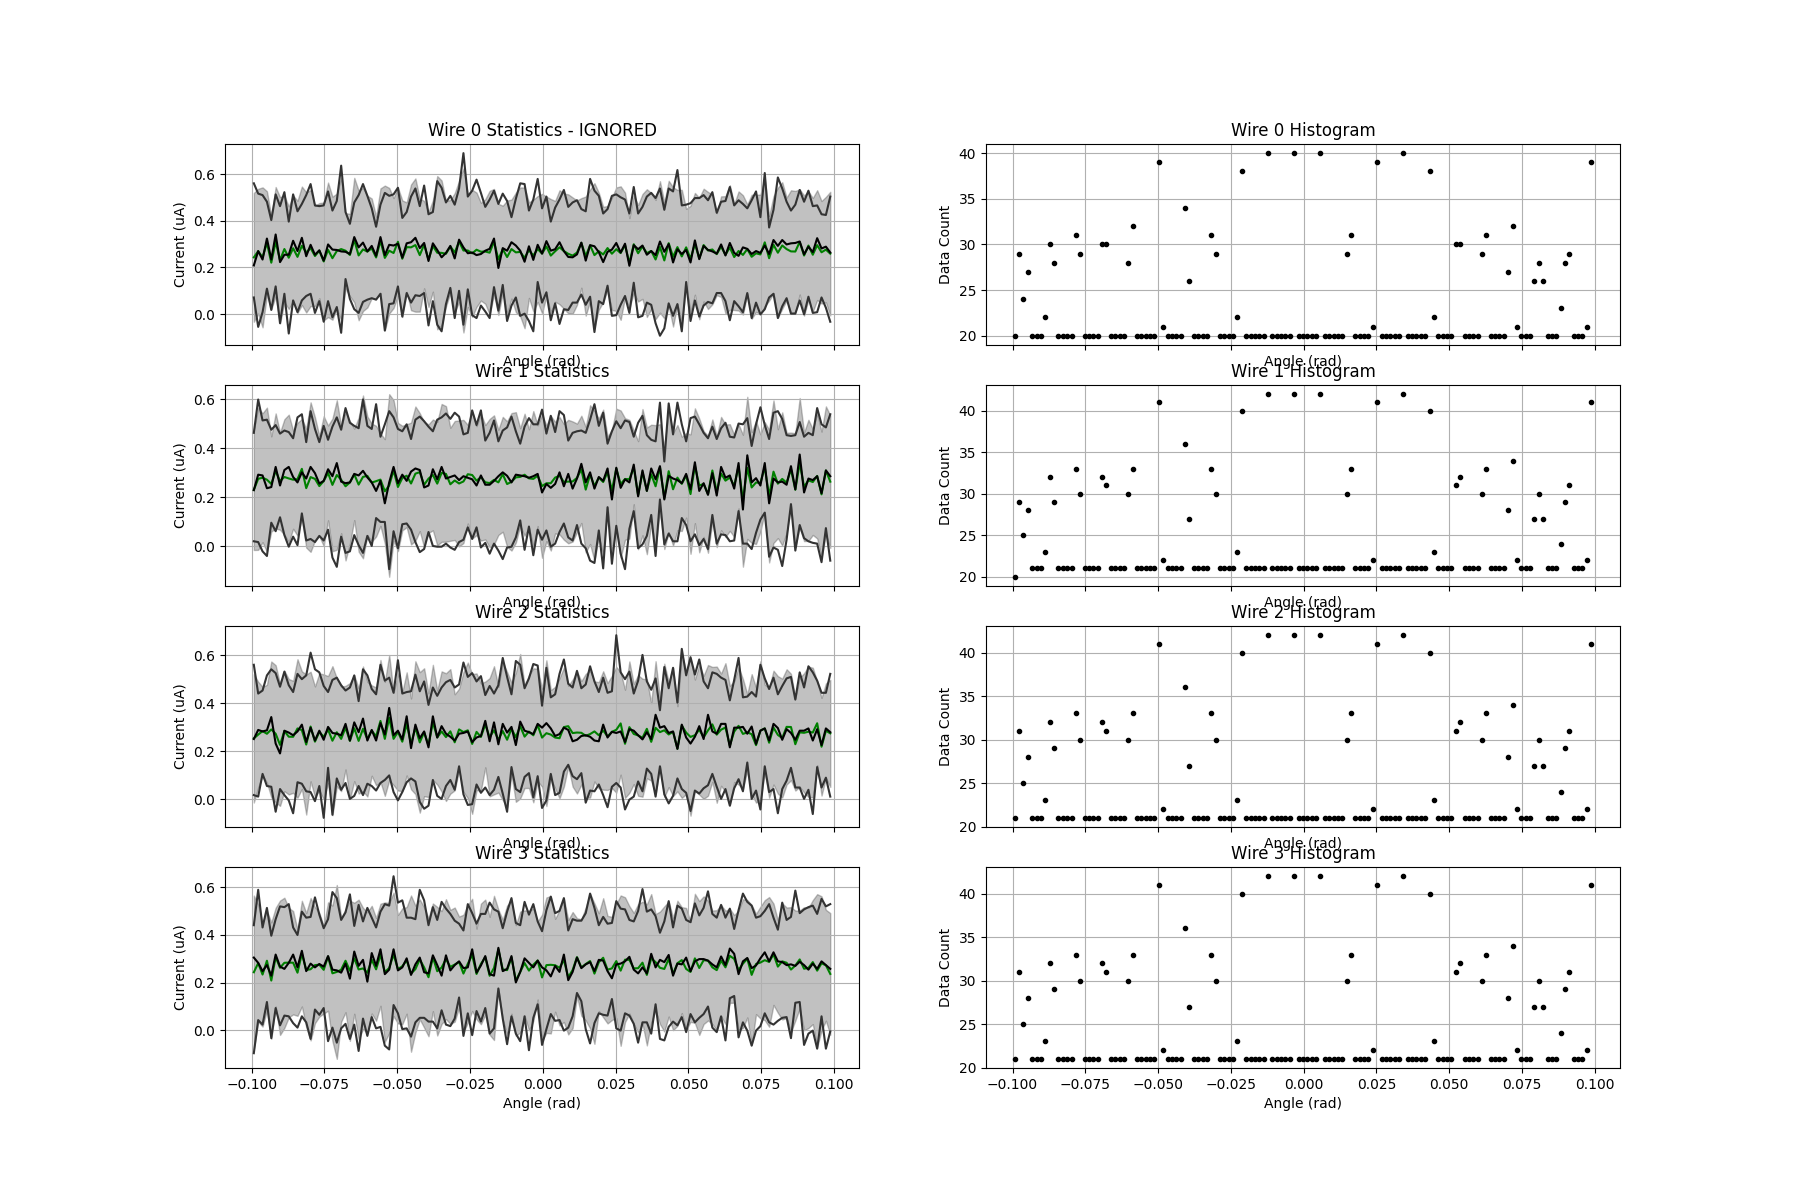 Wire 0 Statistics - IGNORED
Wire 0 Histogram
Current (uA)
0.6
0.4
0.2
0.0
Angle (rad)
Data Count
40
35
30
25
20
Angle (rad)
Wire 1 Statistics
Wire 1 Histogram
Current (uA)
0.6
0.4
0.2
0.0
Angle (rad)
Data Count
40
35
30
25
20
Angle (rad)
Wire 2 Statistics
Wire 2 Histogram
Current (uA)
0.6
0.4
0.2
0.0
Angle (rad)
Data Count
40
35
30
25
20
Angle (rad)
Wire 3 Statistics
Wire 3 Histogram
Current (uA)
0.6
0.4
0.2
0.0
−0.100 −0.075 −0.050 −0.025 0.000 0.025 0.050 0.075 0.100
Angle (rad)
Data Count
40
35
30
25
20
−0.100 −0.075 −0.050 −0.025 0.000 0.025 0.050 0.075 0.100
Angle (rad)